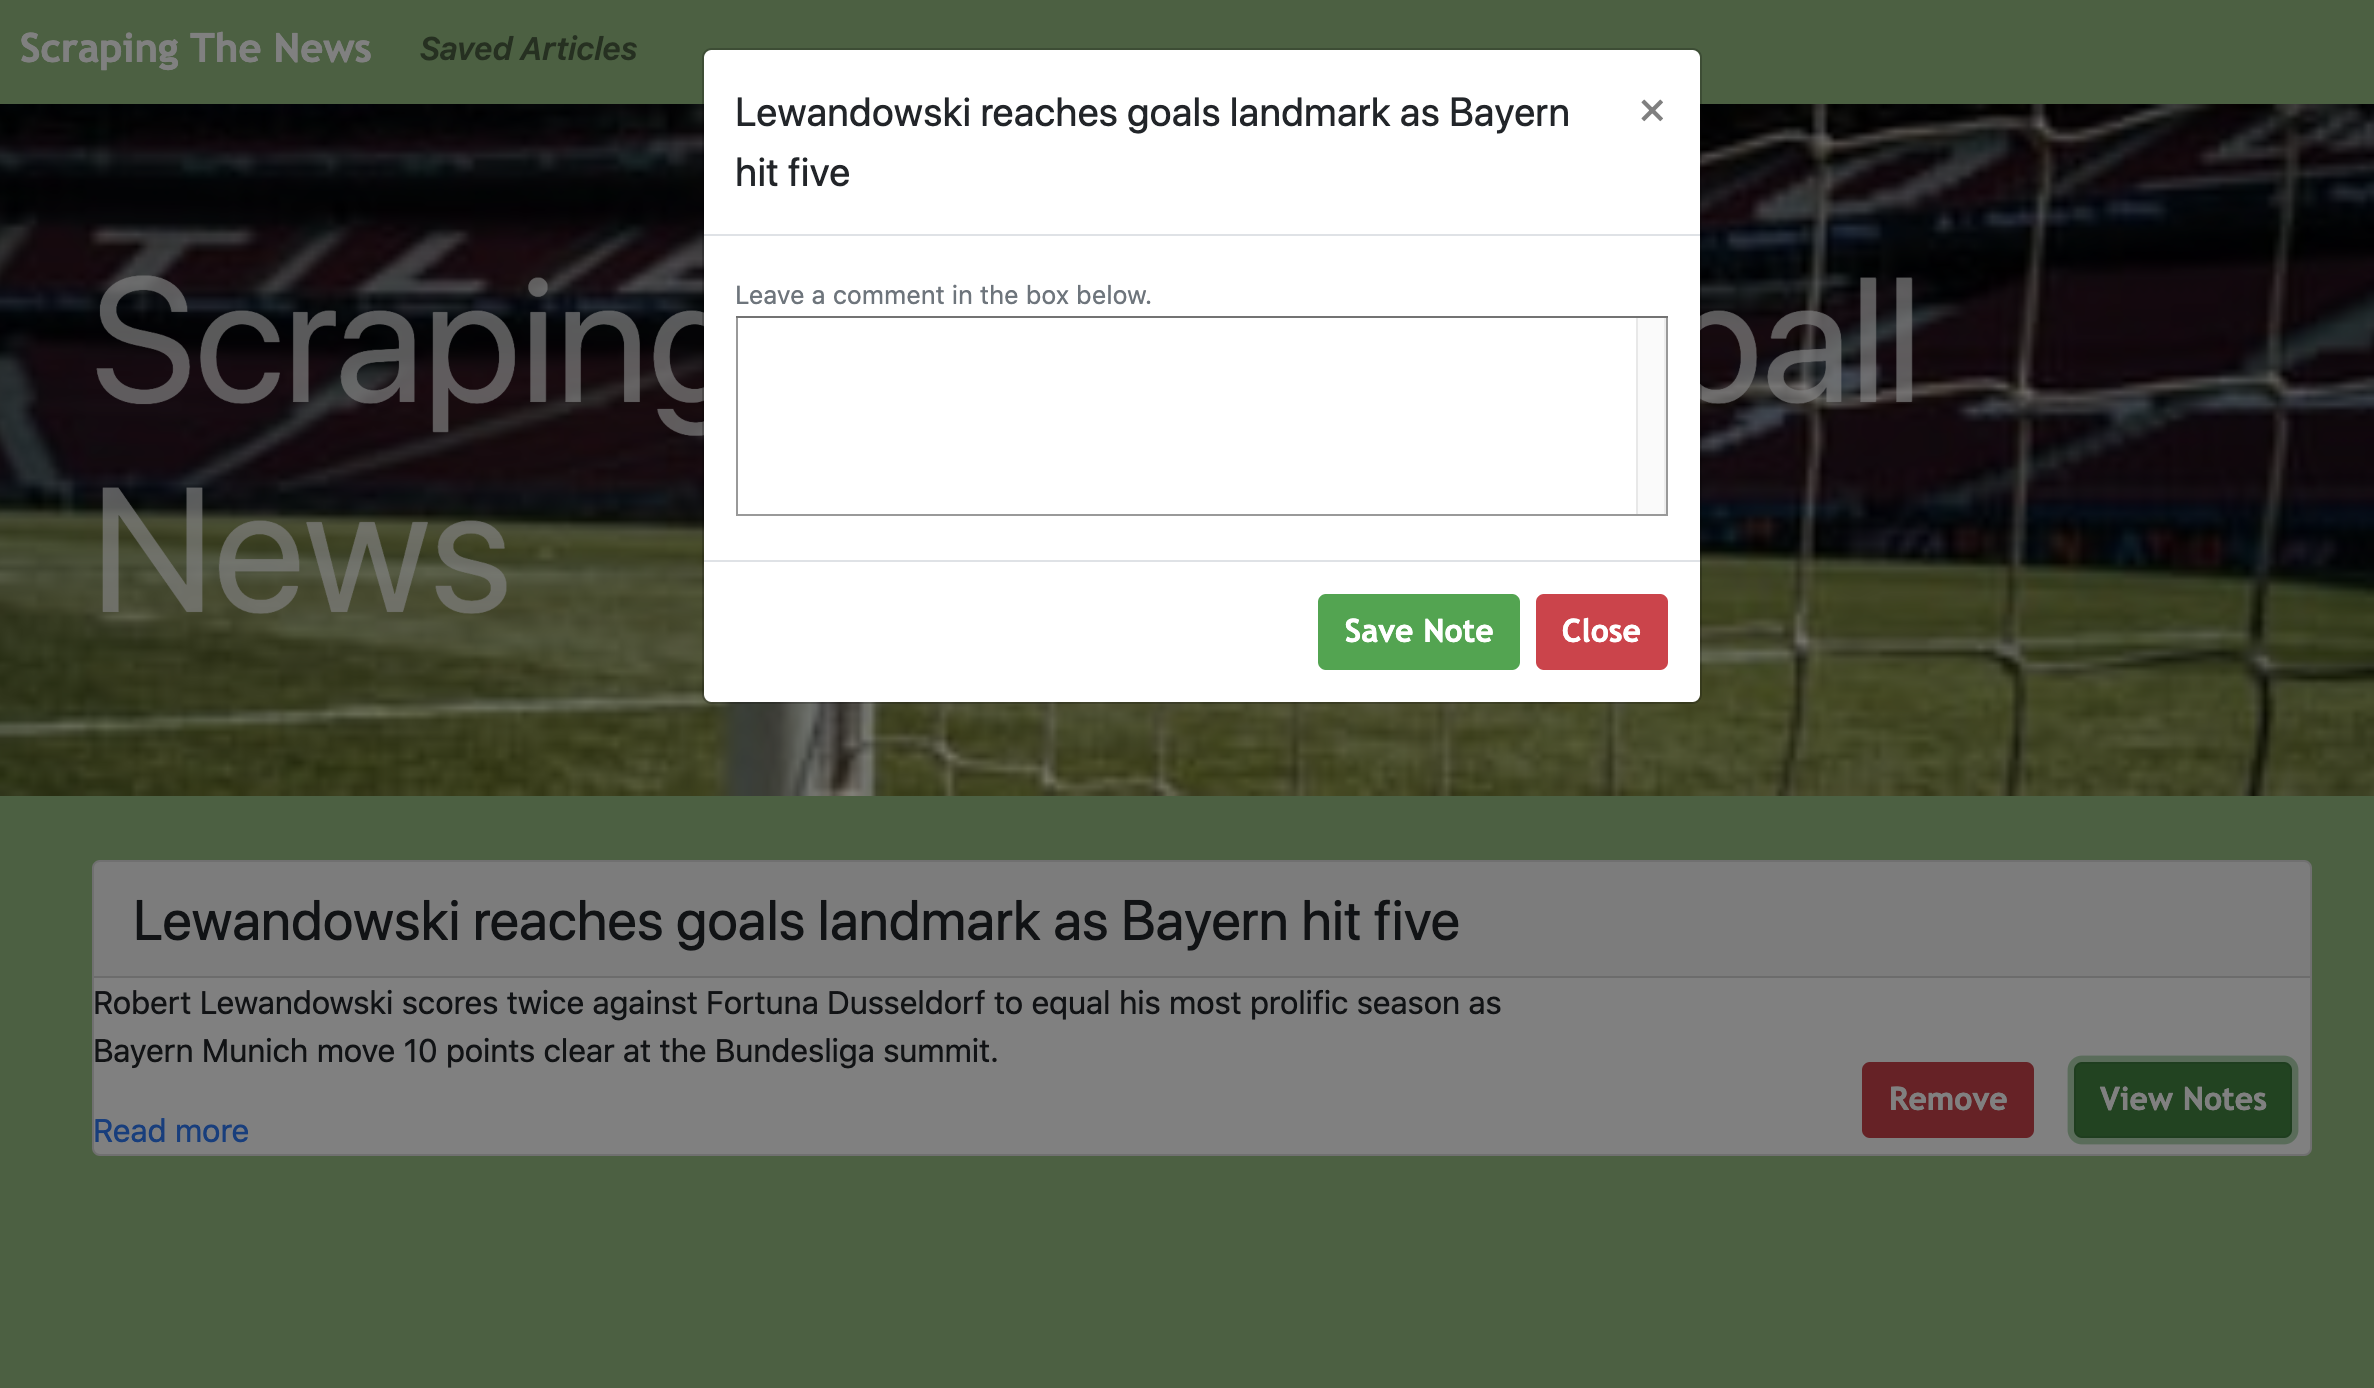 Scraping The News Saved Articles
Lewandowski reaches goals landmark as Bayern
hit five
Leave a comment in the box below.
Save Note Close
Scraping ball
News
Lewandowski reaches goals landmark as Bayern hit five
Robert Lewandowski scores twice against Fortuna Dusseldorf to equal his most prolific season as
Bayern Munich move 10 points clear at the Bundesliga summit.
Read more
Remove View Notes